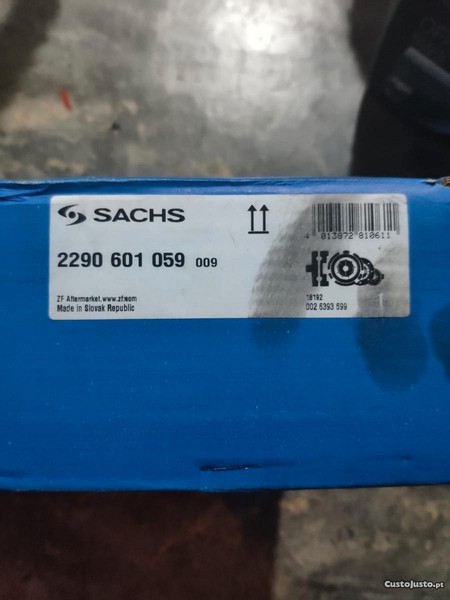 SACHS
2290 601 059 009
ZF Aftermarket, www.zf.com
Made in Slovak Republic
4 013872 810611
18192
002 6393 699
CustoJusto.pt